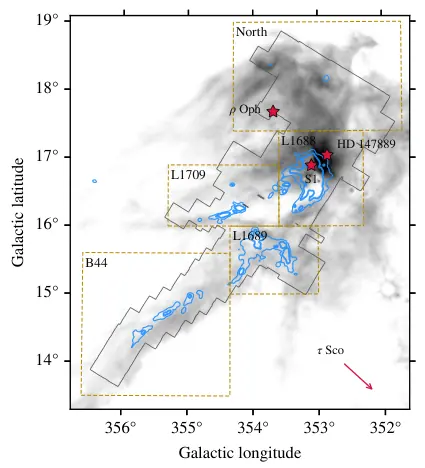 19°
18°
17°
16°
15°
14°
Galactic latitude
North
ρ Oph
L1688
HD 147889
S1
L1709
L1689
B44
τ Sco
356°
355°
354°
353°
352°
Galactic longitude